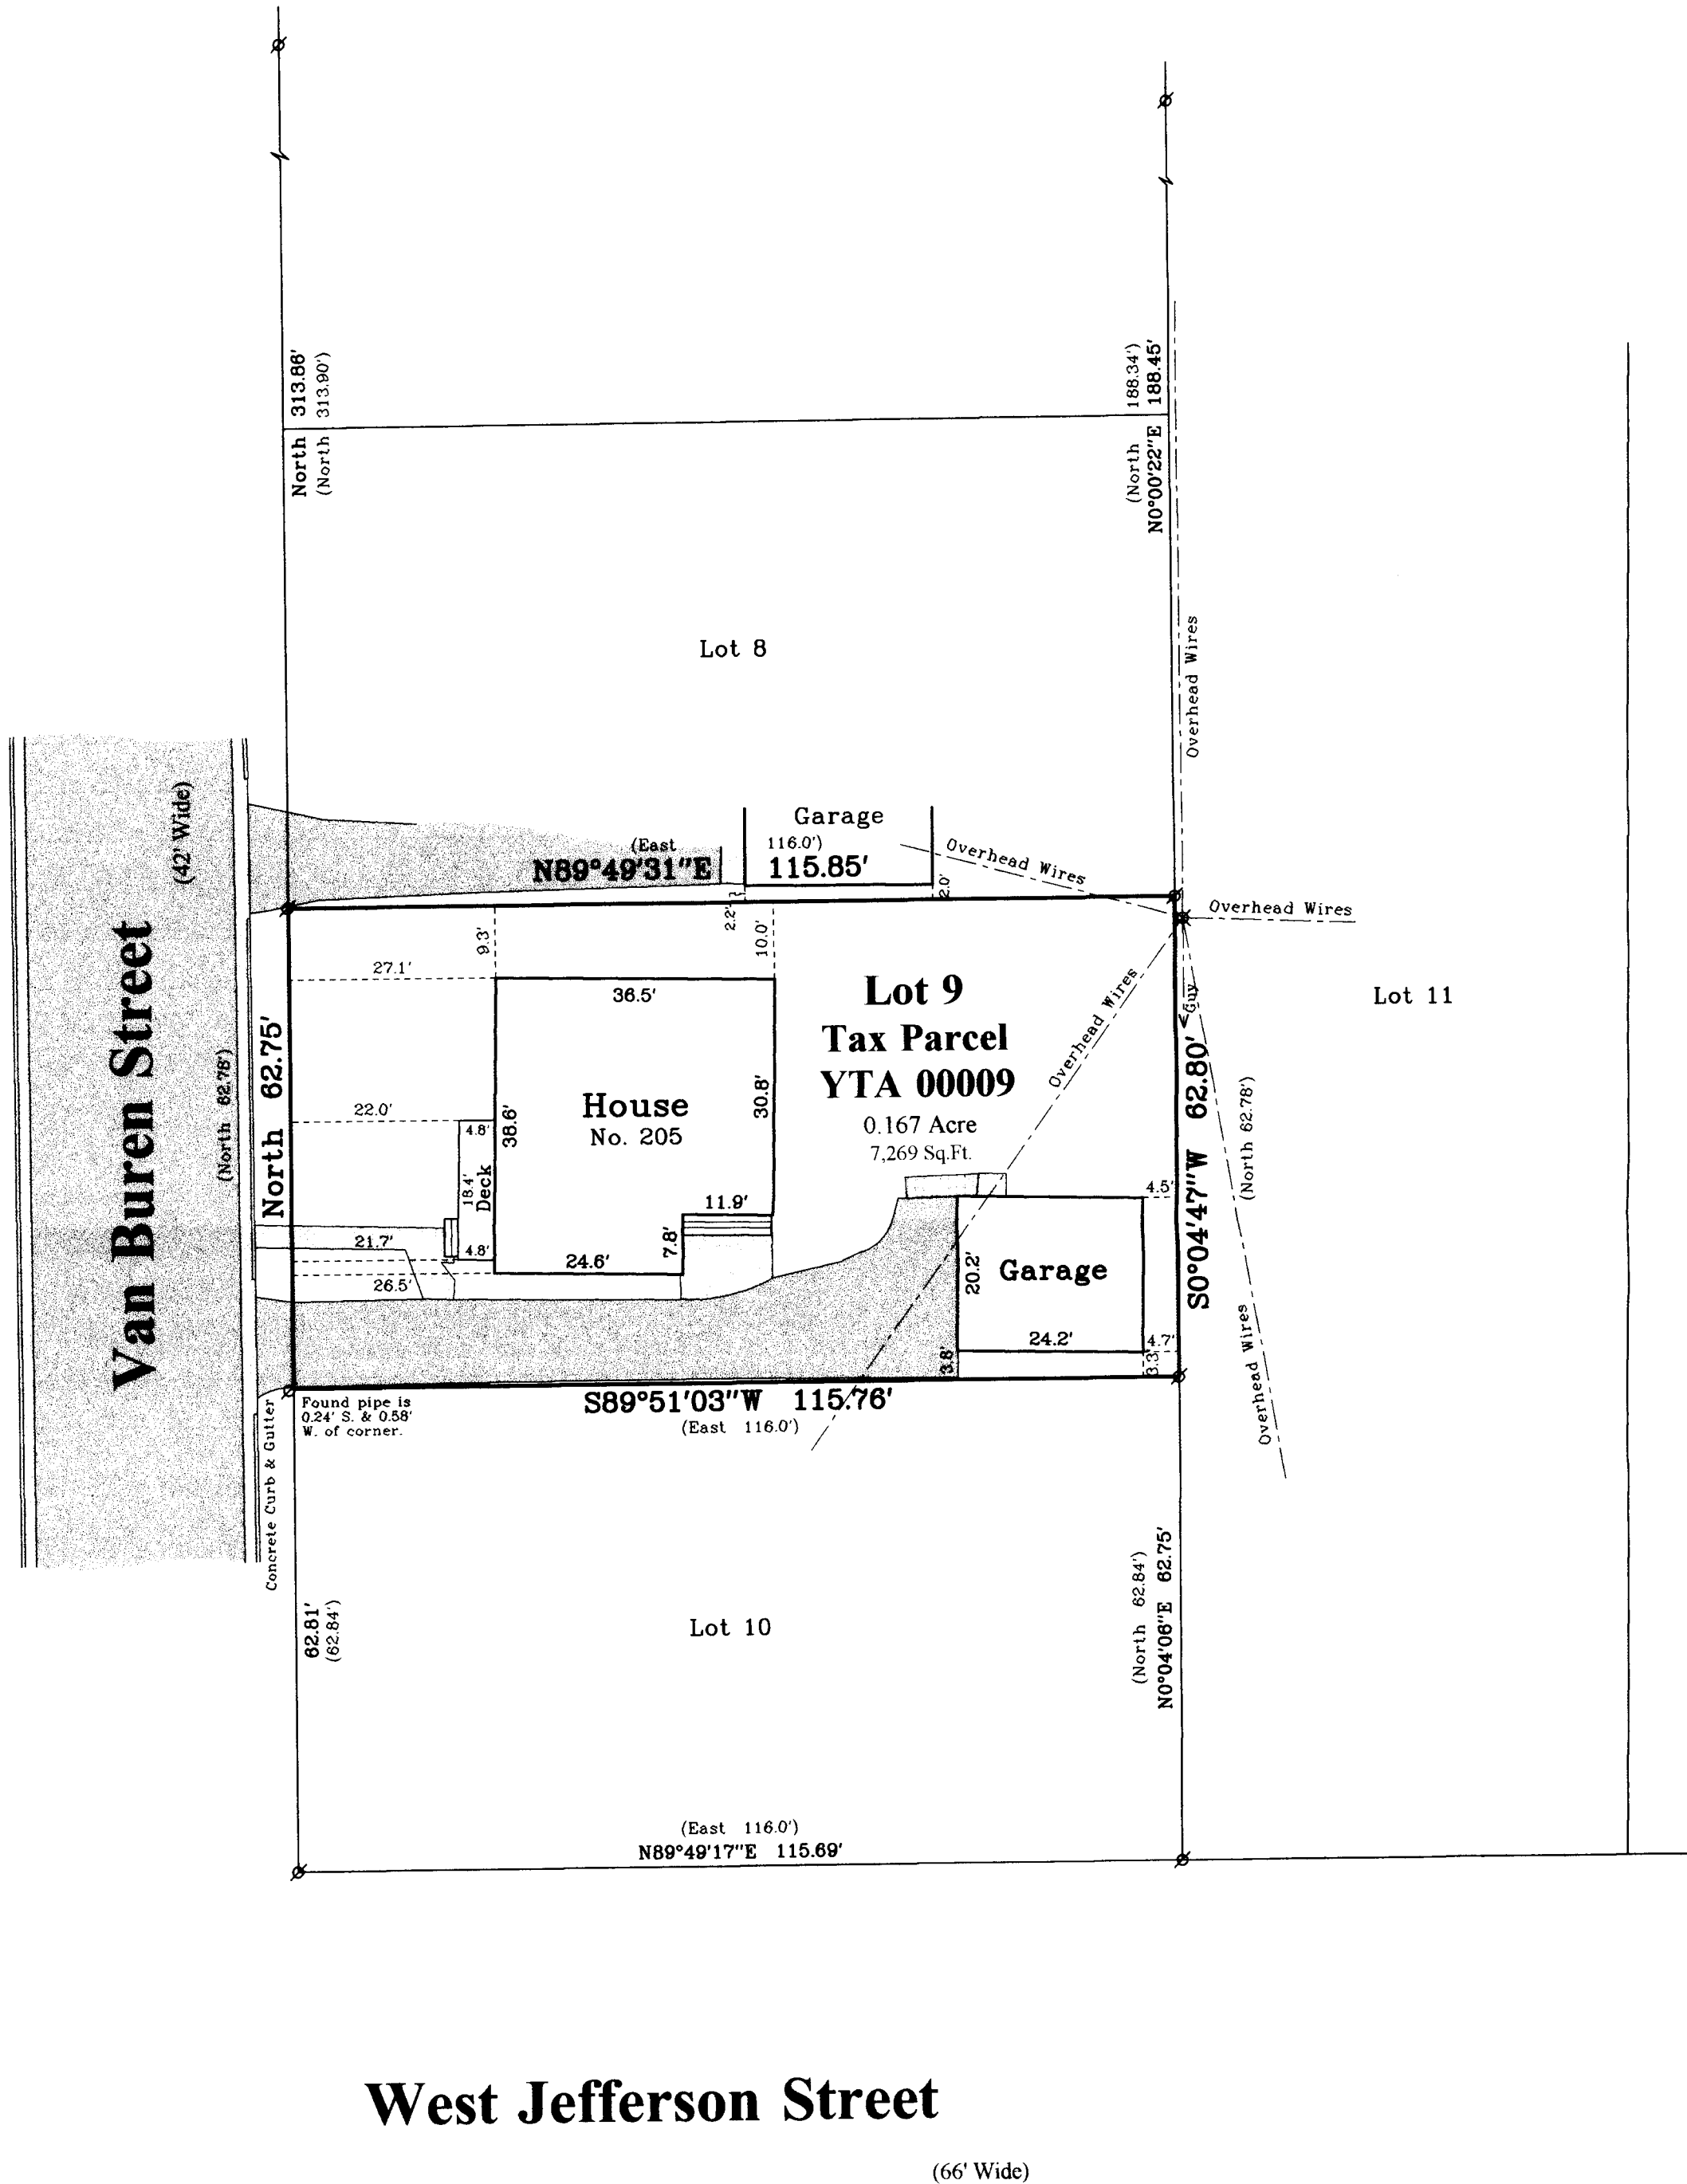 North 313.86'
(North 313.90')
(North 188.34')
N0°00'22"E 188.45'
Lot 8
Overhead Wires
(42' Wide)
Van Buren Street
Garage
(East 116.0')
N89°49'31"E 115.85'
Overhead Wires
Overhead Wires
2.2'
2.0'
9.3'
10.0'
27.1'
36.5'
Lot 9
Tax Parcel
YTA 00009
0.167 Acre
7,269 Sq.Ft.
Overhead Wires
Guy
Lot 11
(North 62.78')
North 62.75'
22.0'
4.8'
38.6'
House
No. 205
30.8'
18.4'
Deck
11.9'
7.8'
4.8'
21.7'
24.6'
26.5'
4.5'
20.2'
Garage
24.2'
4.7'
3.8'
3.3'
S0°04'47"W 62.80'
(North 62.78')
Overhead Wires
S89°51'03"W 115.76'
(East 116.0')
Found pipe is
0.24' S. & 0.58'
W. of corner.
Concrete Curb & Gutter
62.81'
(62.84')
Lot 10
(North 62.84')
N0°04'06"E 62.75'
(East 116.0')
N89°49'17"E 115.69'
West Jefferson Street
(66' Wide)